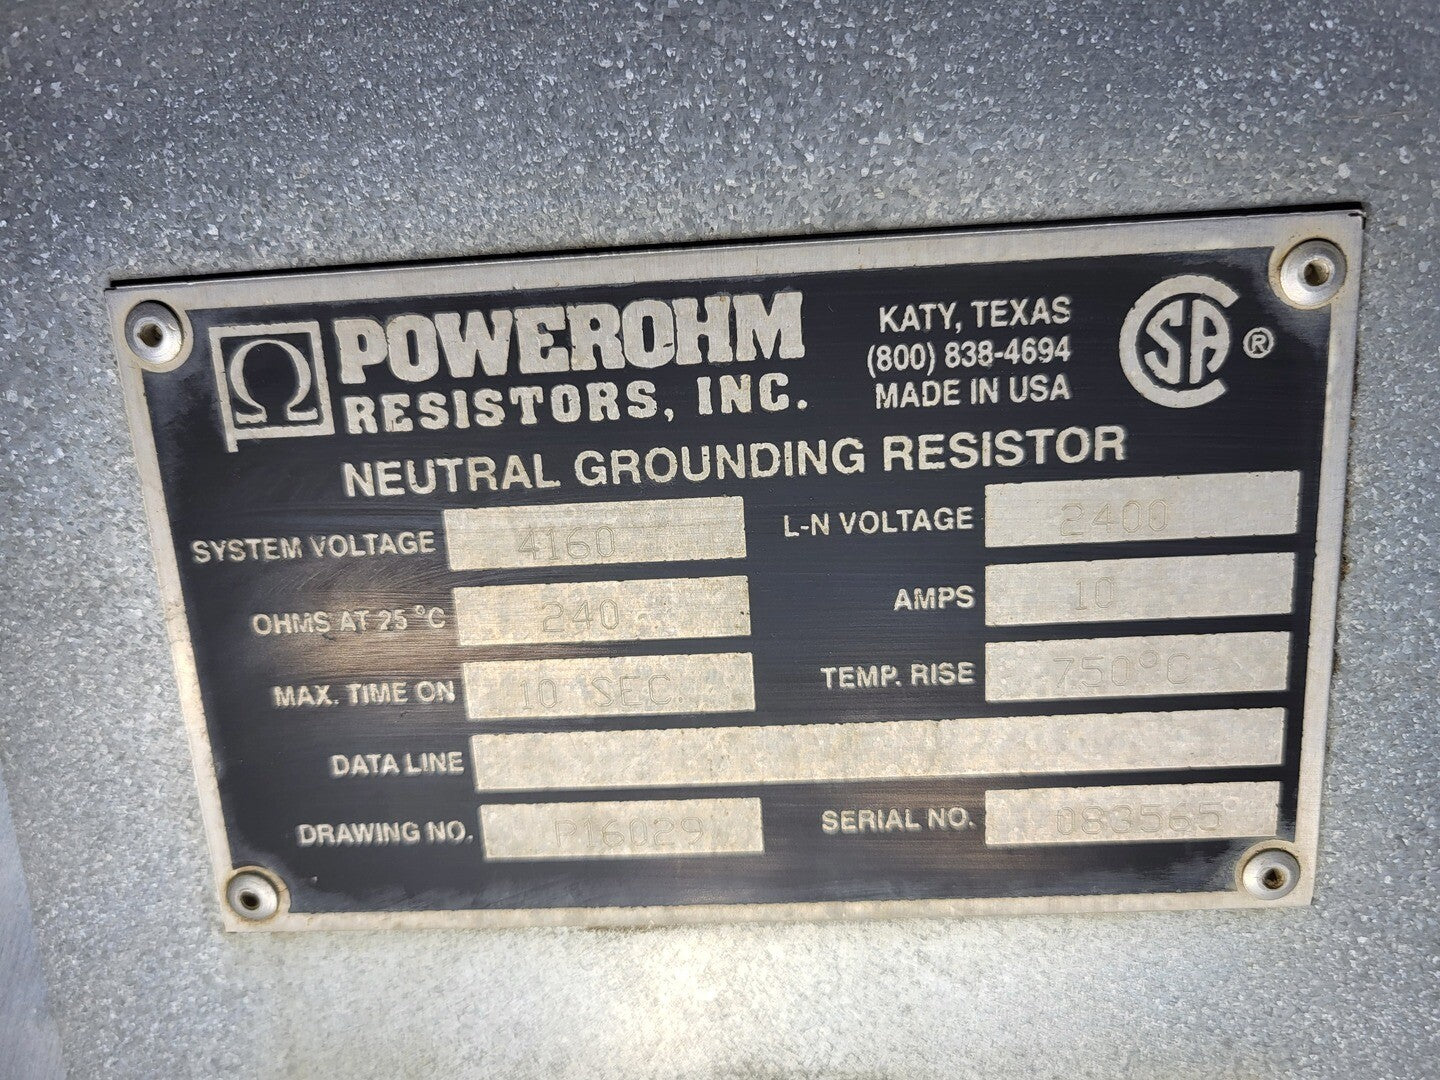 Ω POWEROHM
RESISTORS, INC.
KATY, TEXAS
(800) 838-4694
MADE IN USA
CSA ®
NEUTRAL GROUNDING RESISTOR
SYSTEM VOLTAGE 4160 L-N VOLTAGE 2400
OHMS AT 25 °C 240 AMPS 10
MAX. TIME ON 10 SEC. TEMP. RISE 750°C
DATA LINE
DRAWING NO. P16029 SERIAL NO. 083565